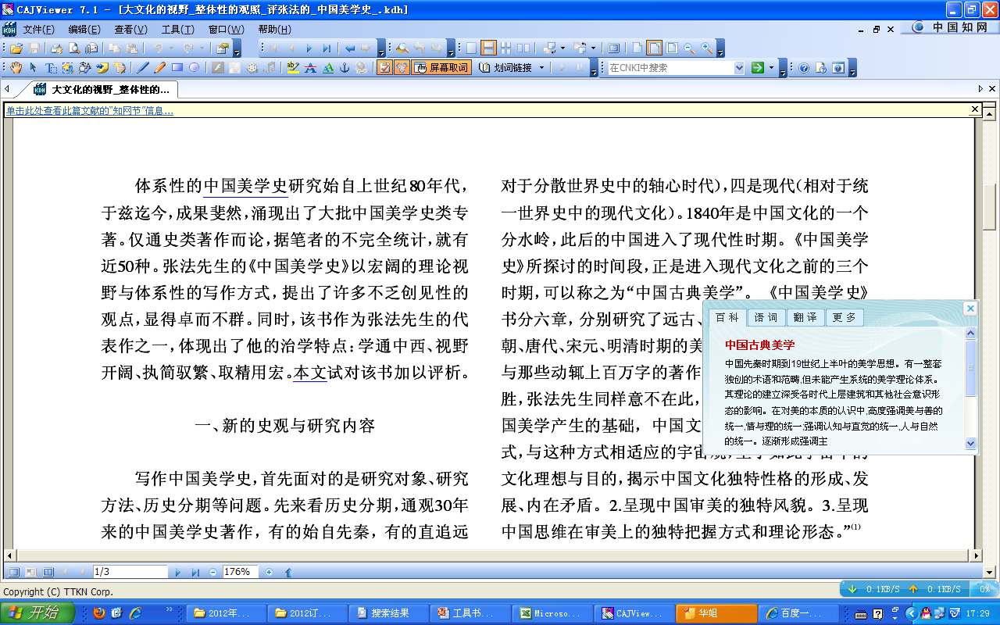 CAJViewer 7.1 - [大文化的视野_整体性的观照_评张法的_中国美学史_.kdh]
文件(F) 编辑(E) 查看(V) 工具(T) 窗口(W) 帮助(H)
中国知网
屏幕取词 划词链接 在CNKI中搜索
大文化的视野_整体性的...
单击此处查看此篇文献的“知网节”信息...
体系性的中国美学史研究始自上世纪80年代，
于兹迄今，成果斐然，涌现出了大批中国美学史类专
著。仅通史类著作而论，据笔者的不完全统计，就有
近50种。张法先生的《中国美学史》以宏阔的理论视
野与体系性的写作方式，提出了许多不乏创见性的
观点，显得卓而不群。同时，该书作为张法先生的代
表作之一，体现出了他的治学特点：学通中西、视野
开阔、执简驭繁、取精用宏。本文试对该书加以评析。
一、新的史观与研究内容
写作中国美学史，首先面对的是研究对象、研究
方法、历史分期等问题。先来看历史分期，通观30年
来的中国美学史著作，有的始自先秦，有的直追远
对于分散世界史中的轴心时代），四是现代（相对于统
一世界史中的现代文化）。1840年是中国文化的一个
分水岭，此后的中国进入了现代性时期。《中国美学
史》所探讨的时间段，正是进入现代文化之前的三个
时期，可以称之为“中国古典美学”。《中国美学史》
书分六章，分别研究了远古、
朝、唐代、宋元、明清时期的美
与那些动辄上百万字的著作
胜，张法先生同样意不在此，
国美学产生的基础，中国文
式，与这种方式相适应的宇宙观，
文化理想与目的，揭示中国文化独特性格的形成、发
展、内在矛盾。2.呈现中国审美的独特风貌。3.呈现
中国思维在审美上的独特把握方式和理论形态。”(1)
百科 语词 翻译 更多
中国古典美学
中国先秦时期到19世纪上半叶的美学思想。有一整套
独创的术语和范畴,但未能产生系统的美学理论体系。
其理论的建立深受各时代上层建筑和其他社会意识形
态的影响。在对美的本质的认识中,高度强调美与善的
统一,情与理的统一;强调认知与直觉的统一,人与自然
的统一。逐渐形成强调主
1/3 176%
Copyright (C) TTKN Corp.
0.1KB/S 0.1KB/S 0%
开始 2012年... 2012订... 搜索结果 工具书... Microso... CAJView... 华姐 百度一... 17:29